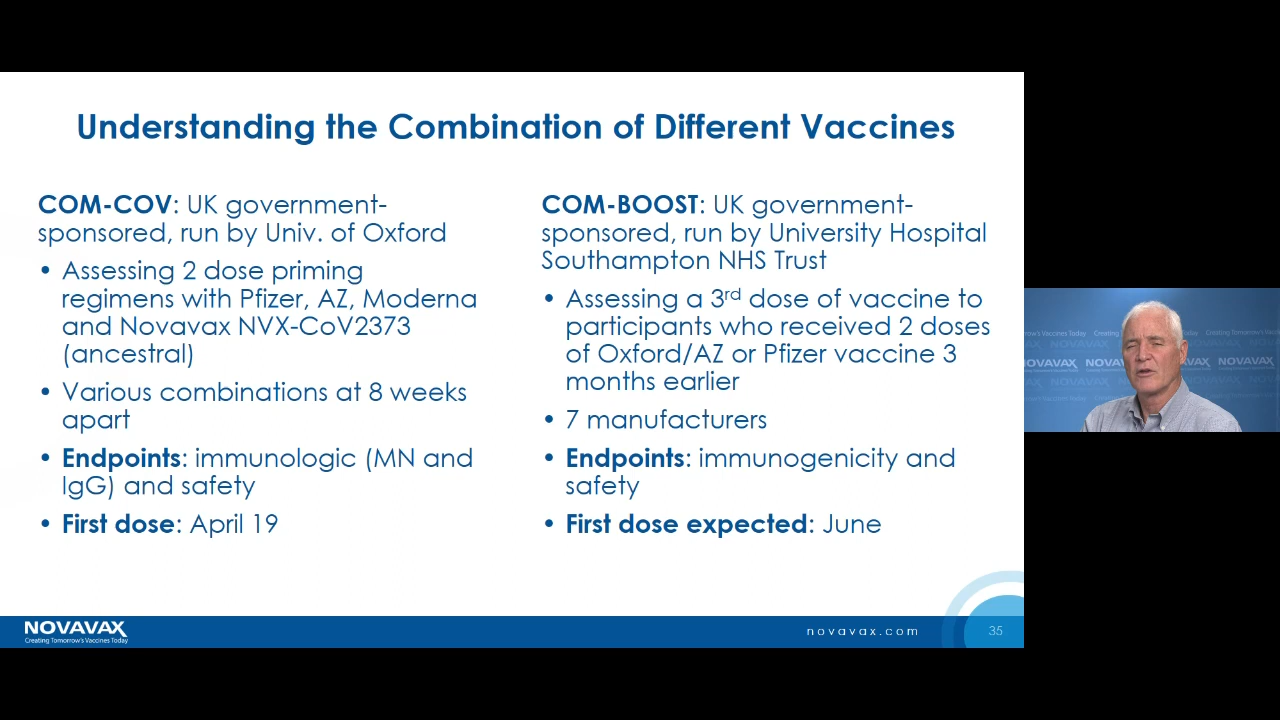 Understanding the Combination of Different Vaccines
COM-COV: UK government-
sponsored, run by Univ. of Oxford
• Assessing 2 dose priming
regimens with Pfizer, AZ, Moderna
and Novavax NVX-CoV2373
(ancestral)
• Various combinations at 8 weeks
apart
• Endpoints: immunologic (MN and
IgG) and safety
• First dose: April 19
COM-BOOST: UK government-
sponsored, run by University Hospital
Southampton NHS Trust
• Assessing a 3rd dose of vaccine to
participants who received 2 doses
of Oxford/AZ or Pfizer vaccine 3
months earlier
• 7 manufacturers
• Endpoints: immunogenicity and
safety
• First dose expected: June
NOVAVAX
Creating Tomorrow's Vaccines Today
novavax.com
35
NOVAVAX
NOVAVAX
NOVAVAX